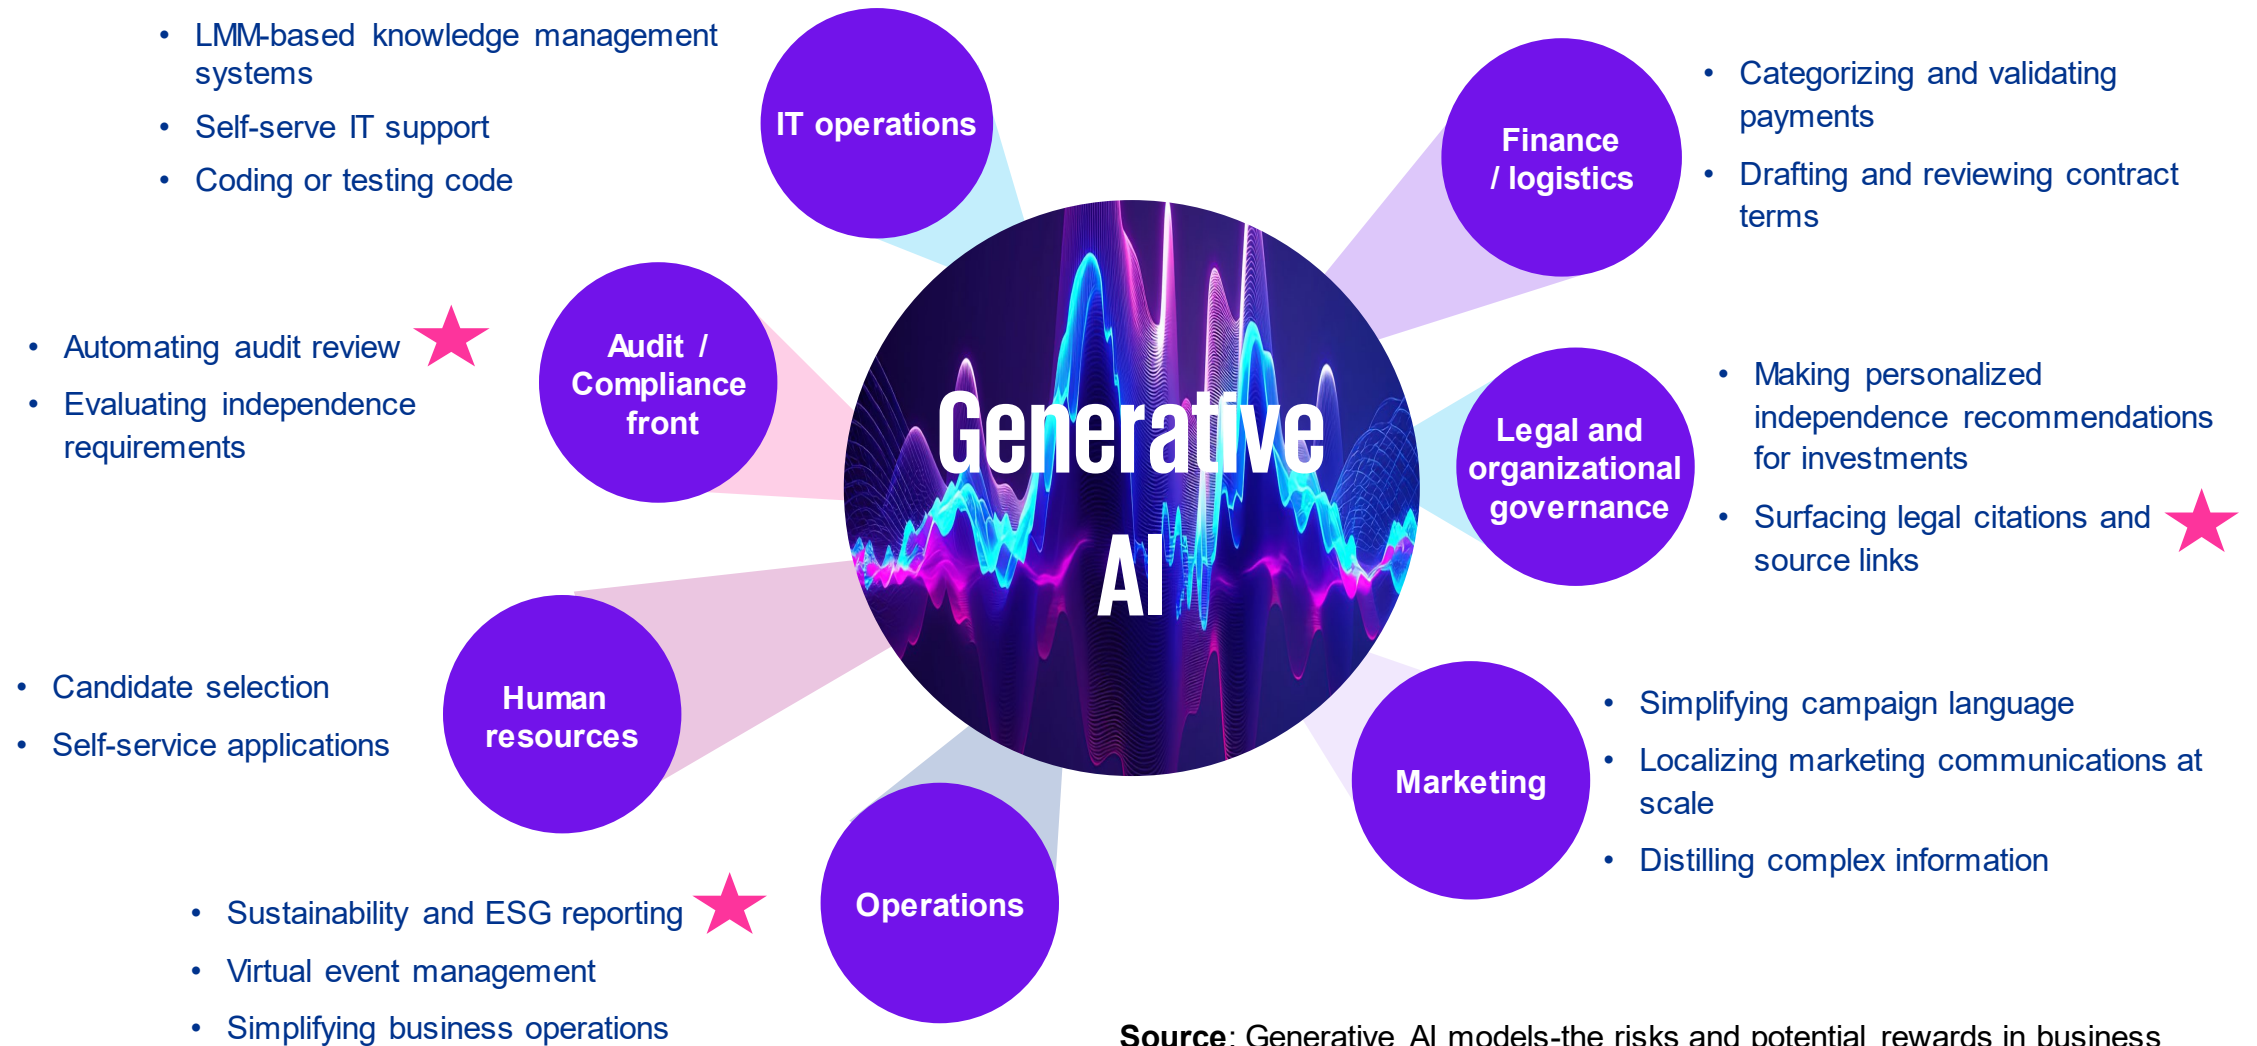 • LMM-based knowledge management
systems
• Self-serve IT support
• Coding or testing code
IT operations
Finance
/ logistics
• Categorizing and validating
payments
• Drafting and reviewing contract
terms
• Automating audit review
• Evaluating independence
requirements
Audit /
Compliance
front
Generative
AI
Legal and
organizational
governance
• Making personalized
independence recommendations
for investments
• Surfacing legal citations and
source links
• Candidate selection
• Self-service applications
Human
resources
Marketing
• Simplifying campaign language
• Localizing marketing communications at
scale
• Distilling complex information
• Sustainability and ESG reporting
• Virtual event management
• Simplifying business operations
Operations
Source: Generative AI models-the risks and potential rewards in business